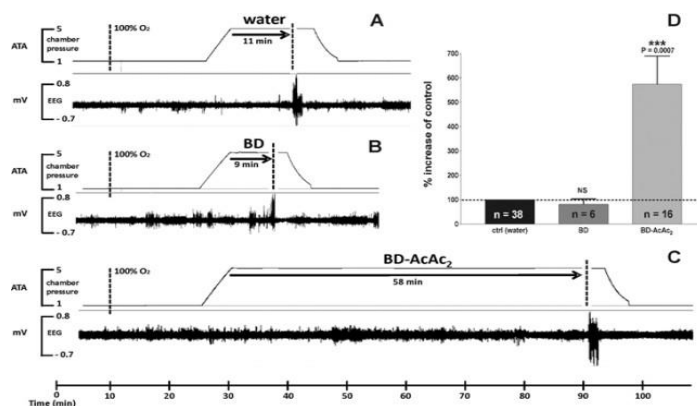 A
water
11 min
100% O₂
ATA
5
chamber pressure
1
mV
0.8
EEG
- 0.7
B
BD
9 min
100% O₂
ATA
5
chamber pressure
1
mV
0.8
EEG
- 0.7
D
% increase of control
700
600
500
400
300
200
100
0
***
P = 0.0007
NS
n = 38
n = 6
n = 16
ctrl (water)
BD
BD-AcAc₂
C
BD-AcAc₂
58 min
100% O₂
ATA
5
chamber pressure
1
mV
0.8
EEG
- 0.7
Time (min)
0 10 20 30 40 50 60 70 80 90 100